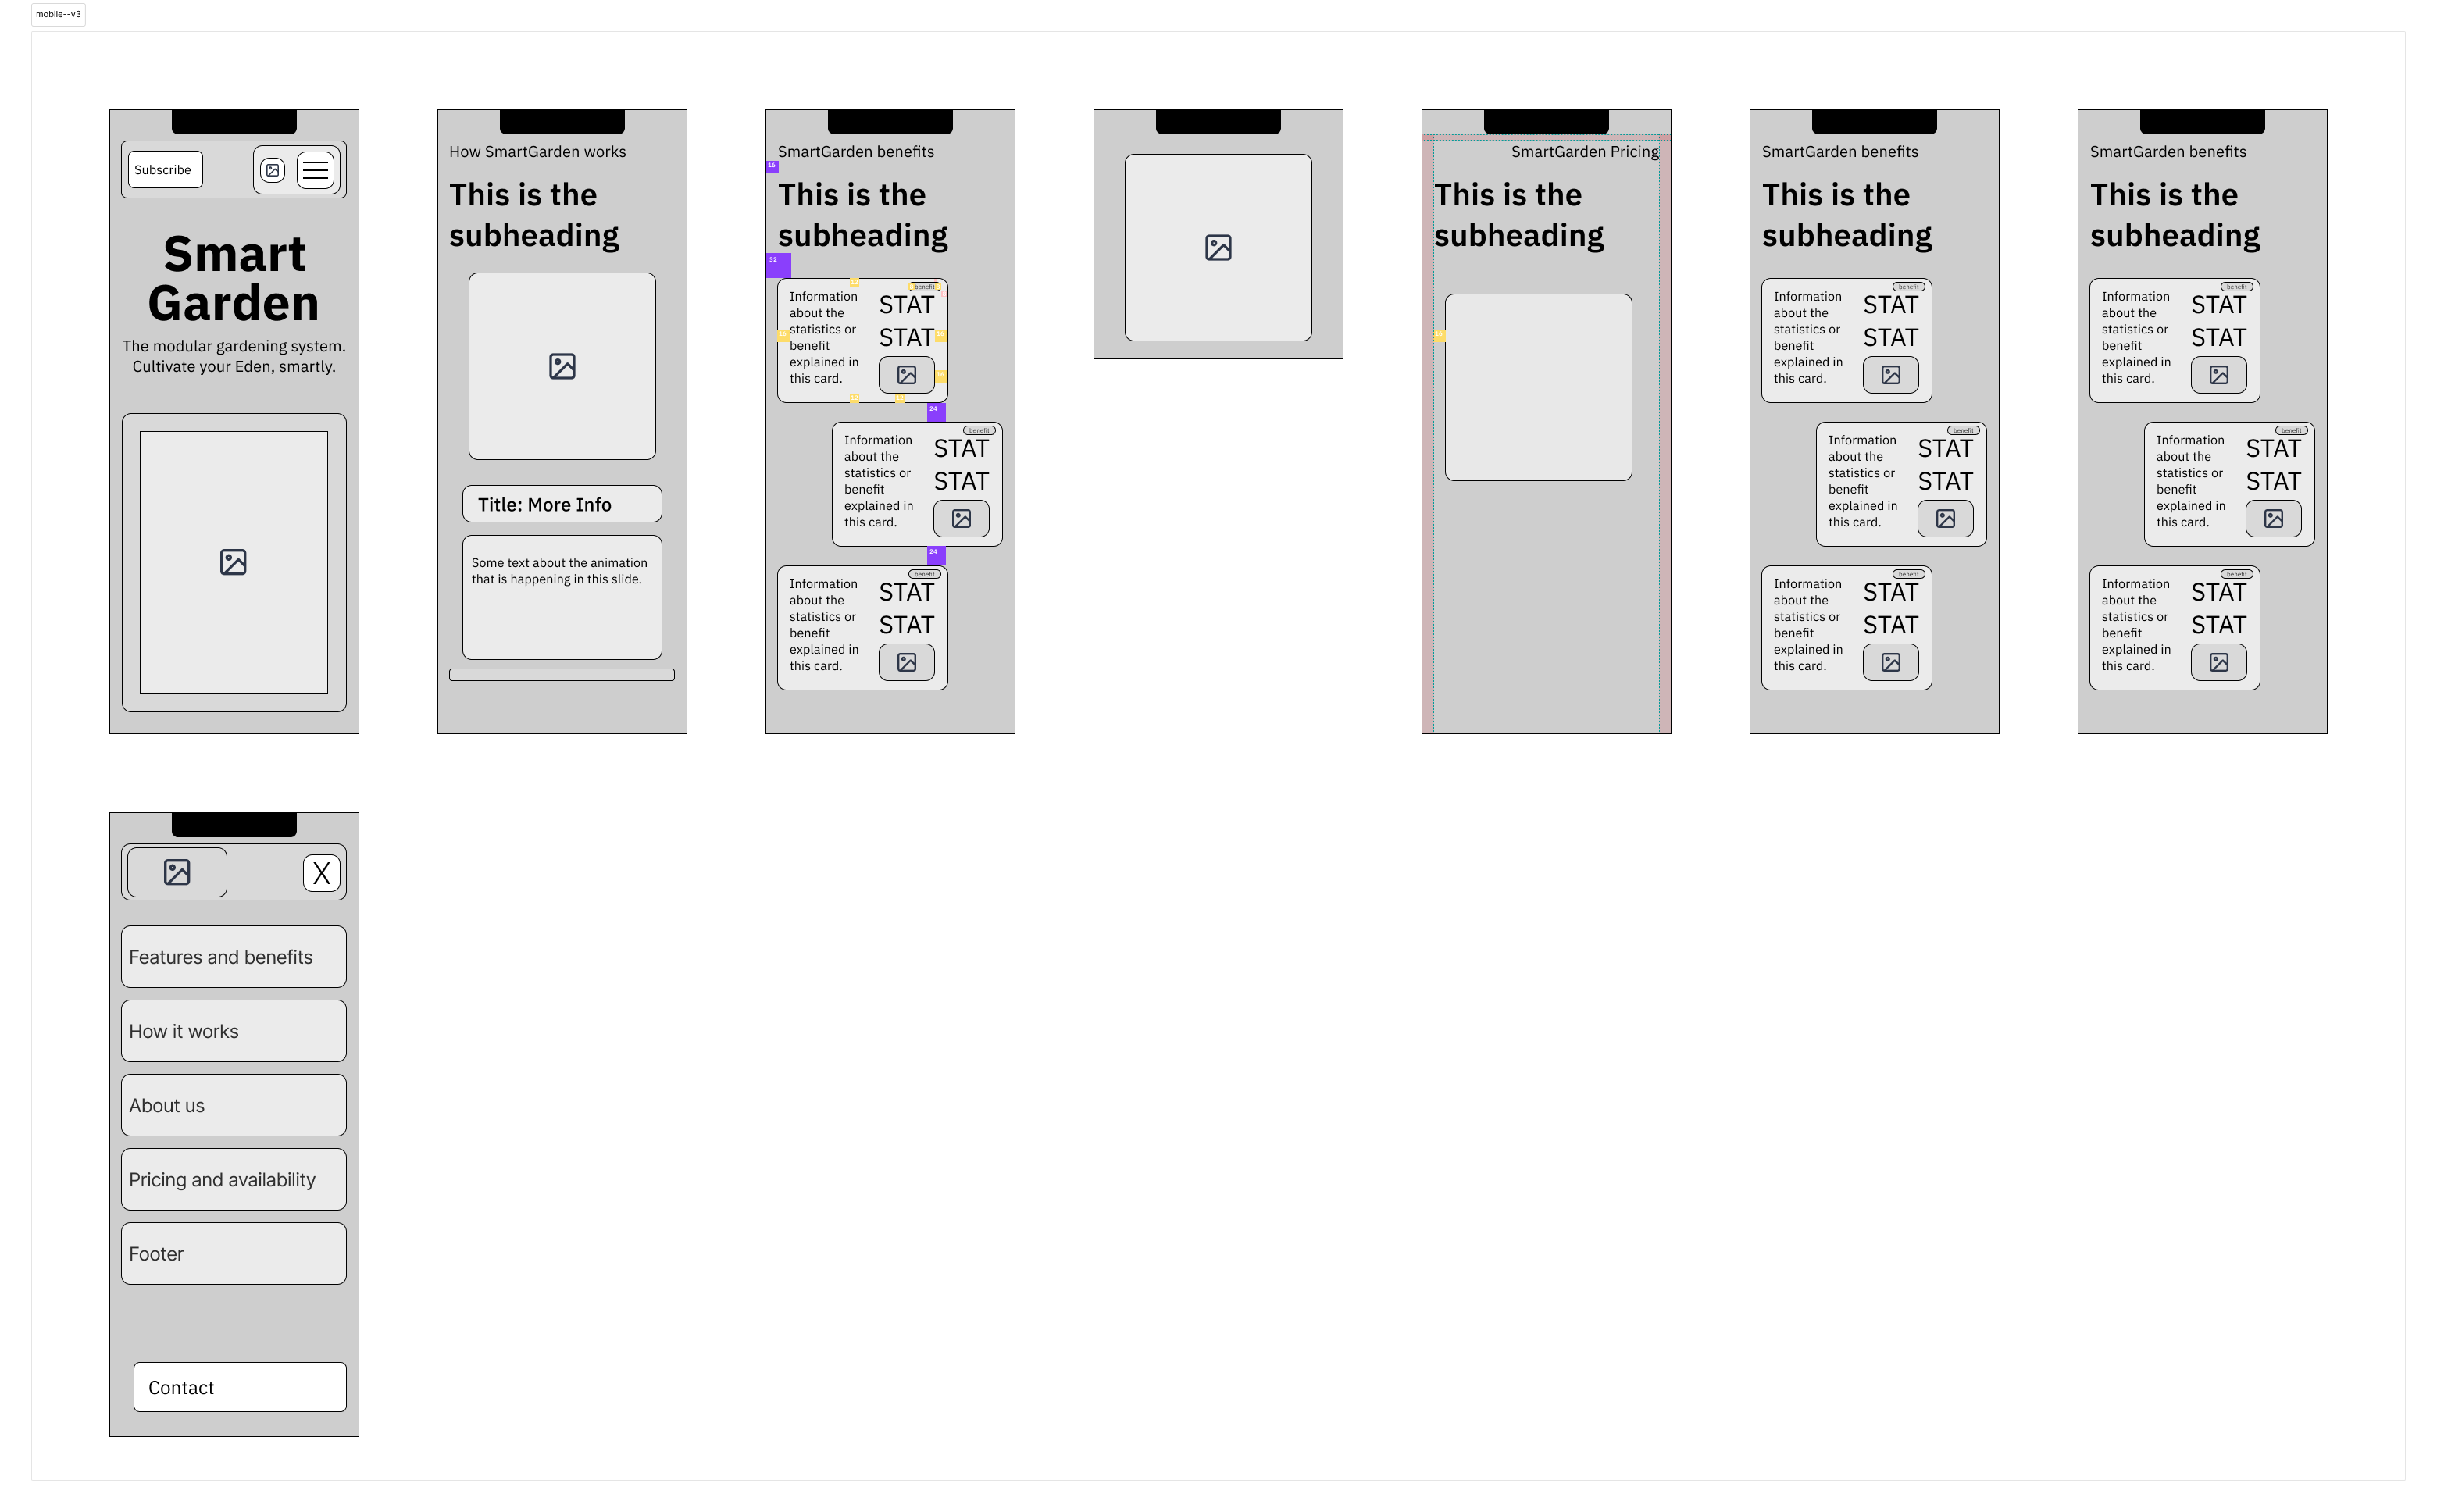 mobile--v3
Subscribe
Smart
Garden
The modular gardening system.
Cultivate your Eden, smartly.
How SmartGarden works
This is the
subheading
Title: More Info
Some text about the animation
that is happening in this slide.
SmartGarden benefits
16
This is the
subheading
32
benefit
Information
about the
statistics or
benefit
explained in
this card.
STAT
STAT
24
benefit
Information
about the
statistics or
benefit
explained in
this card.
STAT
STAT
24
benefit
Information
about the
statistics or
benefit
explained in
this card.
STAT
STAT
SmartGarden Pricing
This is the
subheading
SmartGarden benefits
This is the
subheading
benefit
Information
about the
statistics or
benefit
explained in
this card.
STAT
STAT
benefit
Information
about the
statistics or
benefit
explained in
this card.
STAT
STAT
benefit
Information
about the
statistics or
benefit
explained in
this card.
STAT
STAT
SmartGarden benefits
This is the
subheading
benefit
Information
about the
statistics or
benefit
explained in
this card.
STAT
STAT
benefit
Information
about the
statistics or
benefit
explained in
this card.
STAT
STAT
benefit
Information
about the
statistics or
benefit
explained in
this card.
STAT
STAT
X
Features and benefits
How it works
About us
Pricing and availability
Footer
Contact